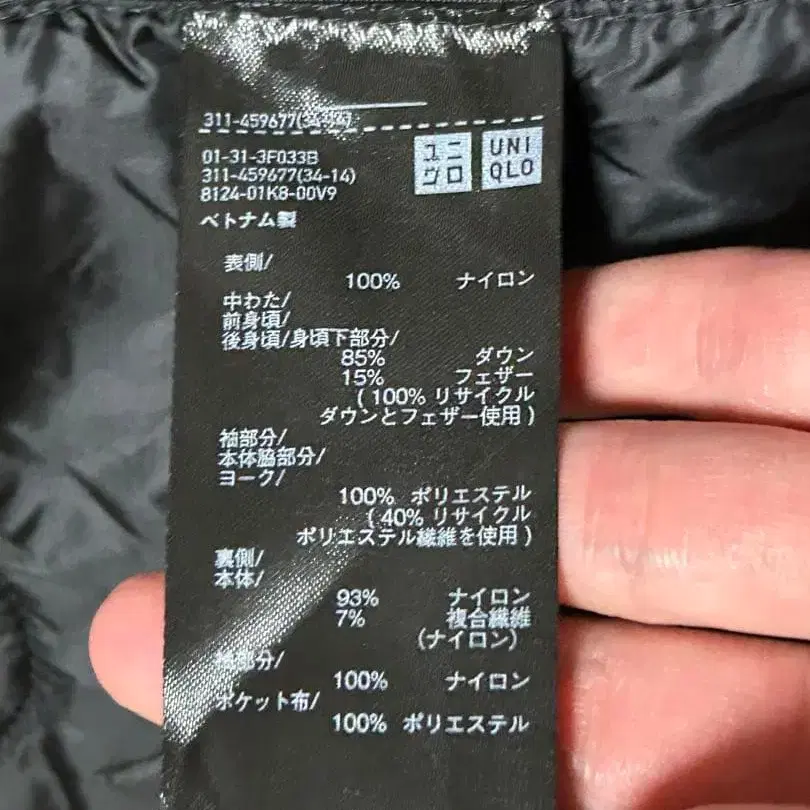 311-459677(34-14)
01-31-3F033B
311-459677(34-14)
8124-01K8-00V9
ユニ
クロ
UNI
QLO
ベトナム製
表側/
100% ナイロン
中わた/
前身頃/
後身頃/身頃下部分/
85% ダウン
15% フェザー
(100% リサイクル
ダウンとフェザー使用)
袖部分/
本体脇部分/
ヨーク/
100% ポリエステル
(40% リサイクル
ポリエステル繊維を使用)
裏側/
本体/
93% ナイロン
7% 複合繊維
(ナイロン)
袖部分/
100% ナイロン
ポケット布/
100% ポリエステル